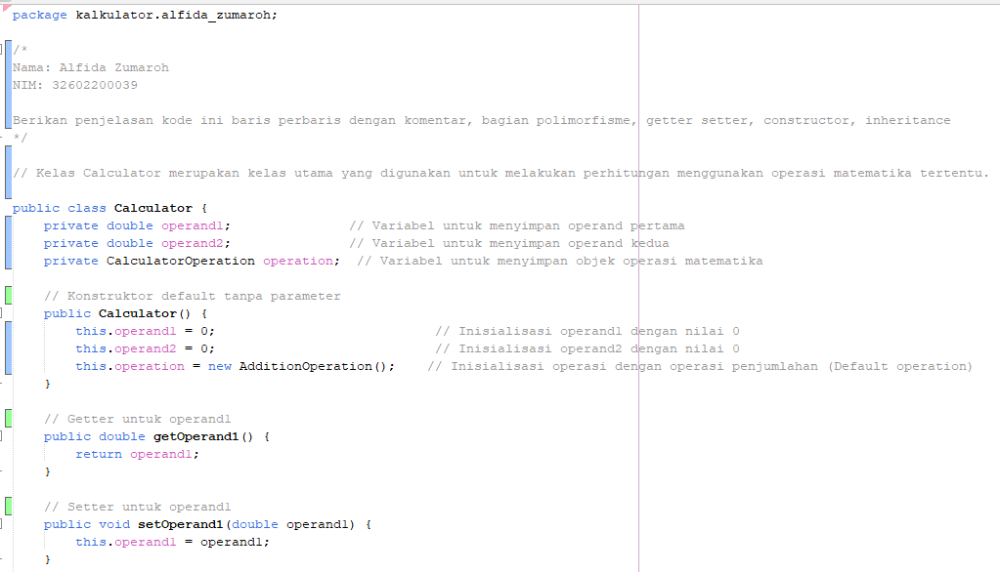 package kalkulator.alfida_zumaroh;
/*
Nama: Alfida Zumaroh
NIM: 32602200039
Berikan penjelasan kode ini baris perbaris dengan komentar, bagian polimorfisme, getter setter, constructor, inheritance
*/
// Kelas Calculator merupakan kelas utama yang digunakan untuk melakukan perhitungan menggunakan operasi matematika tertentu.
public class Calculator {
    private double operand1;               // Variabel untuk menyimpan operand pertama
    private double operand2;               // Variabel untuk menyimpan operand kedua
    private CalculatorOperation operation;  // Variabel untuk menyimpan objek operasi matematika
    // Konstruktor default tanpa parameter
    public Calculator() {
        this.operand1 = 0;                            // Inisialisasi operand1 dengan nilai 0
        this.operand2 = 0;                            // Inisialisasi operand2 dengan nilai 0
        this.operation = new AdditionOperation();    // Inisialisasi operasi dengan operasi penjumlahan (Default operation)
    }
    // Getter untuk operand1
    public double getOperand1() {
        return operand1;
    }
    // Setter untuk operand1
    public void setOperand1(double operand1) {
        this.operand1 = operand1;
    }